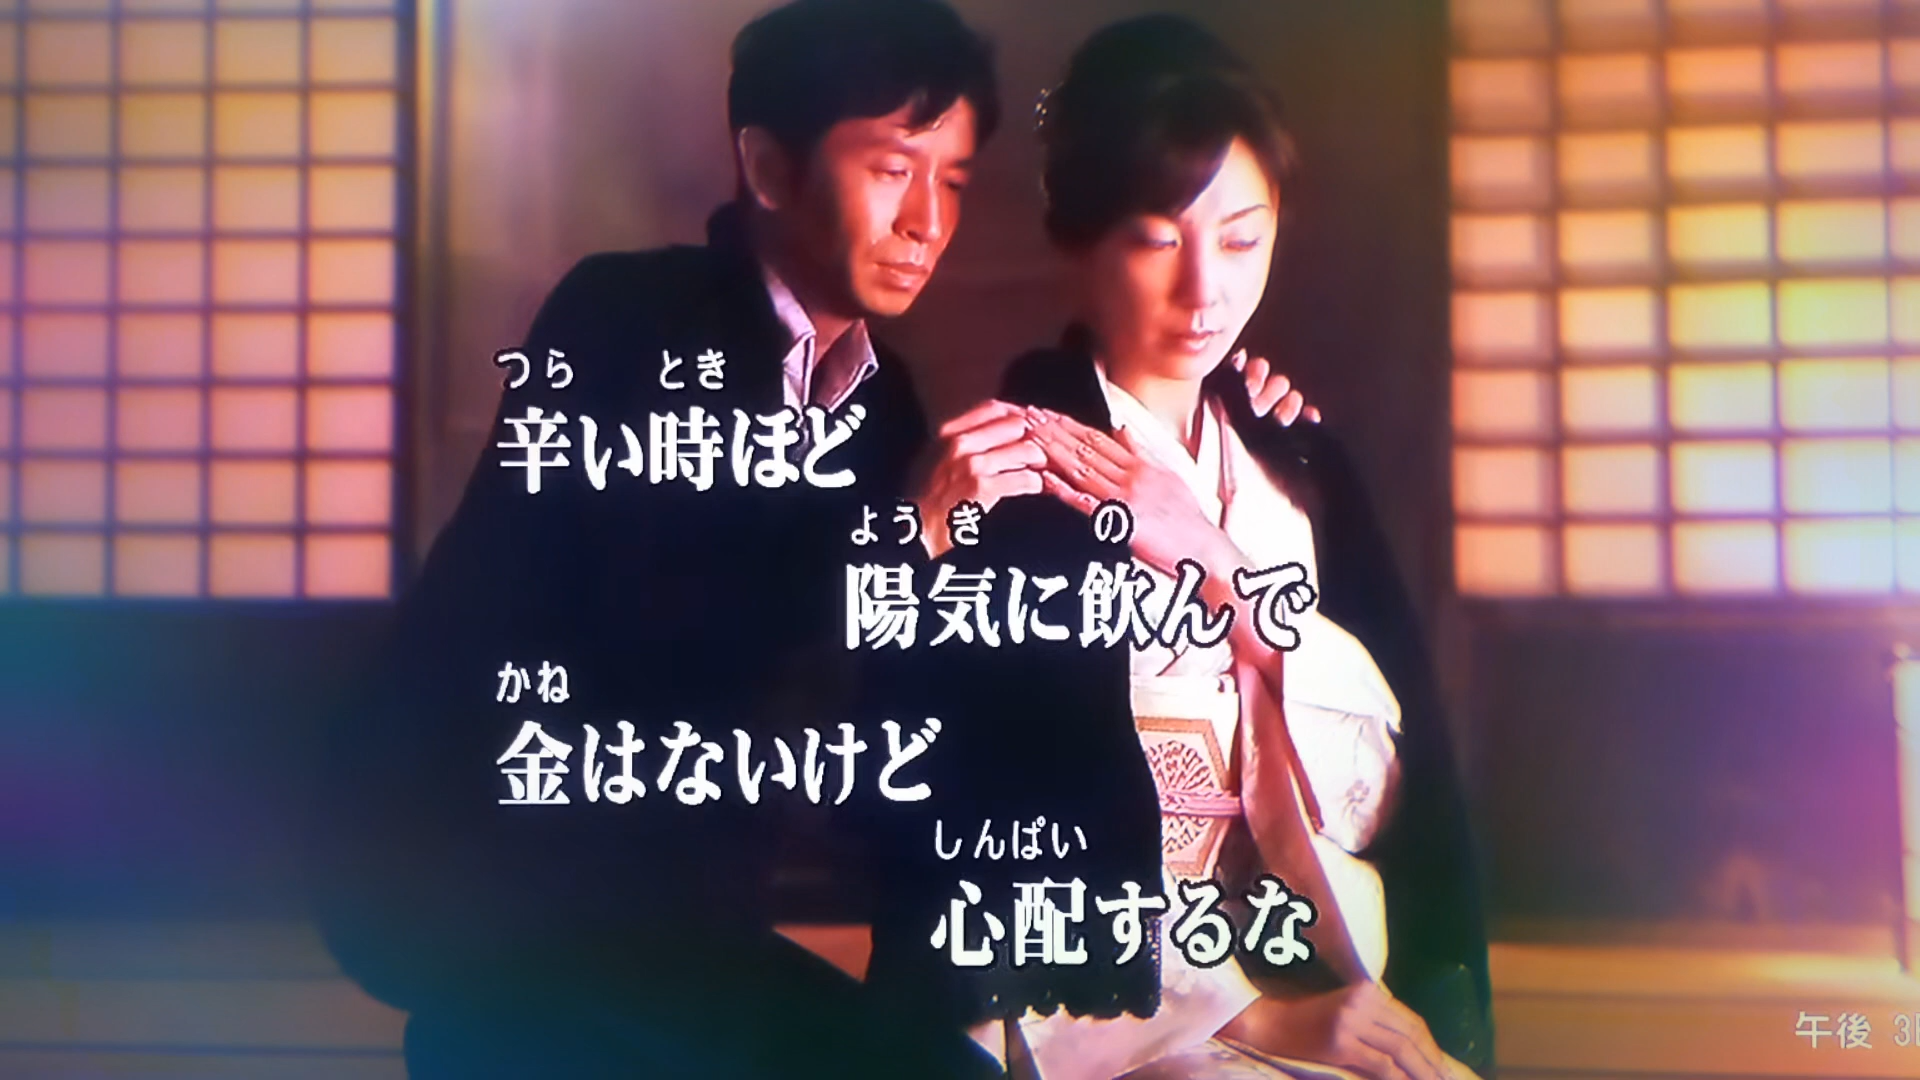 つら とき
辛い時ほど
ようき の
陽気に飲んで
かね
金はないけど
しんぱい
心配するな
午後 3